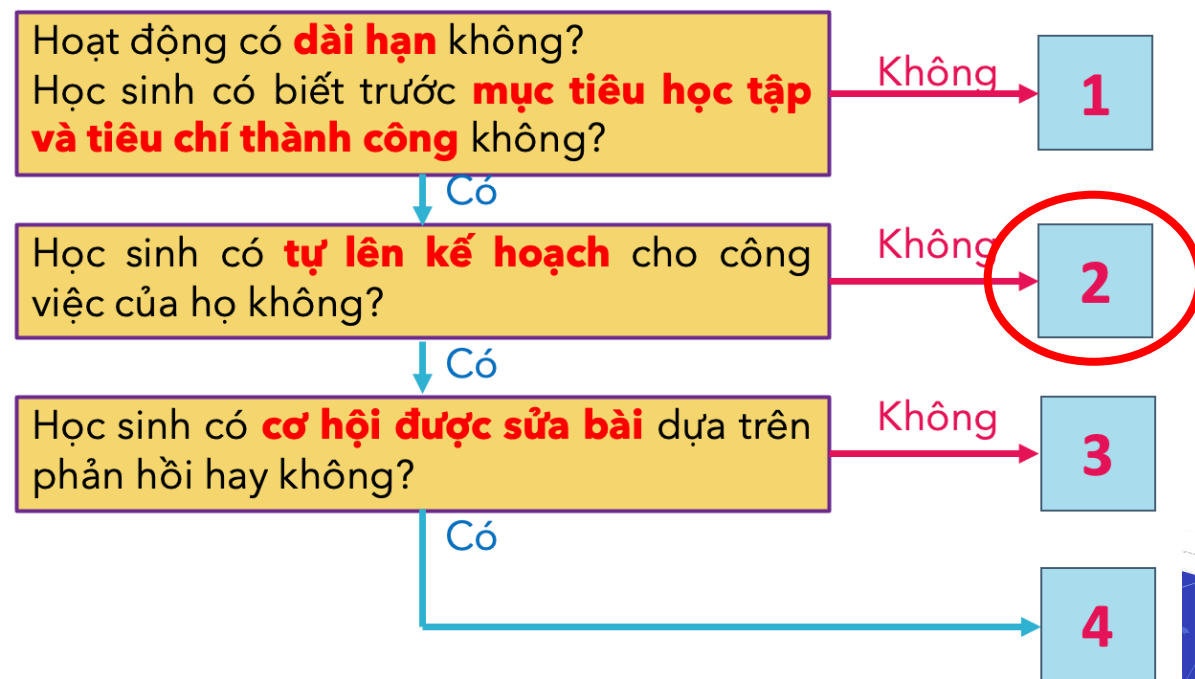 Hoạt động có dài hạn không?
Học sinh có biết trước mục tiêu học tập
và tiêu chí thành công không?
Không
1
Có
Học sinh có tự lên kế hoạch cho công
việc của họ không?
Không
2
Có
Học sinh có cơ hội được sửa bài dựa trên
phản hồi hay không?
Không
3
Có
4